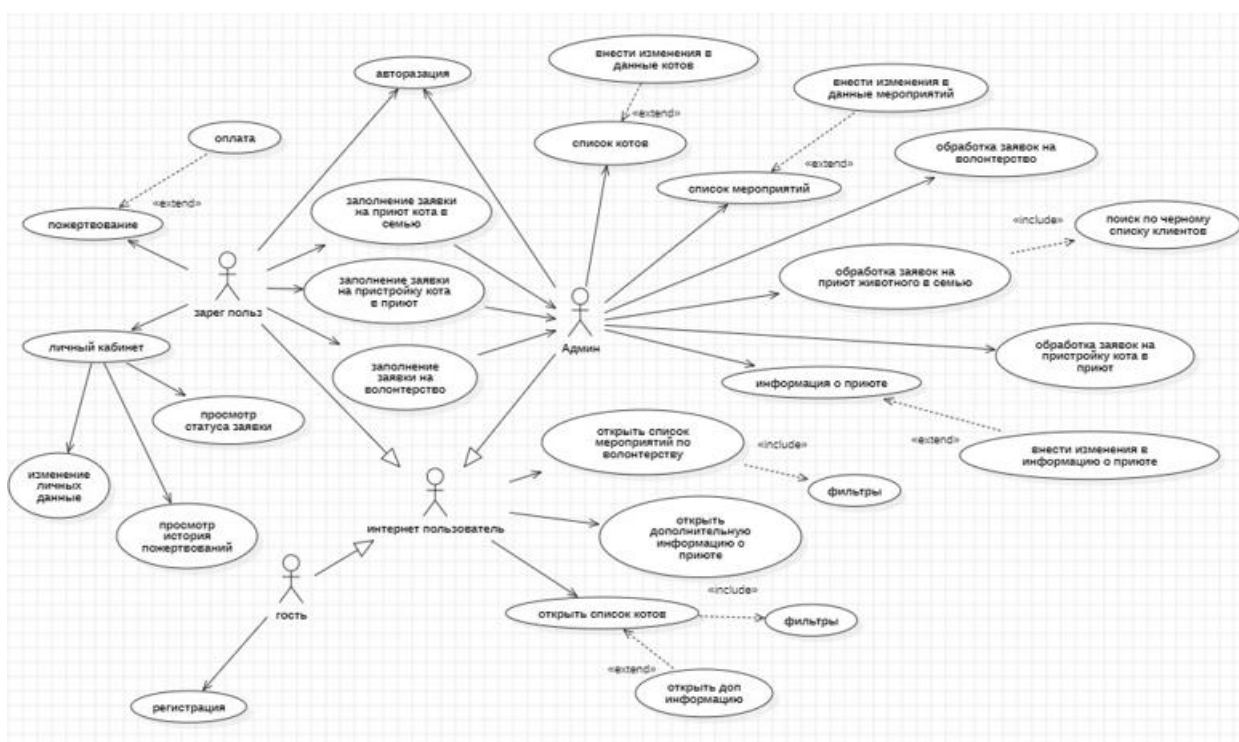 внести изменения в
данные котов
авторазация
внести изменения в
данные мероприятий
«extend»
оплата
список котов
обработка заявок на
волонтерство
«extend»
список мероприятий
«extend»
пожертвование
заполнение заявки
на приют кота в
семью
«include»
поиск по черному
списку клиентов
обработка заявок на
приют животного в семью
заполнение заявки
на пристройку кота
в приют
зарег польз
Админ
личный кабинет
обработка заявок на
пристройку кота в
приют
заполнение
заявки на
волонтерство
информация о приюте
просмотр
статуса заявки
открыть список
мероприятий по
волонтерству
«include»
«extend»
внести изменения в
информацию о приюте
изменение
личных
данные
фильтры
просмотр
история
пожертвований
интернет пользователь
открыть
дополнительную
информацию о
приюте
«include»
гость
открыть список котов
фильтры
«extend»
открыть доп
информацию
регистрация